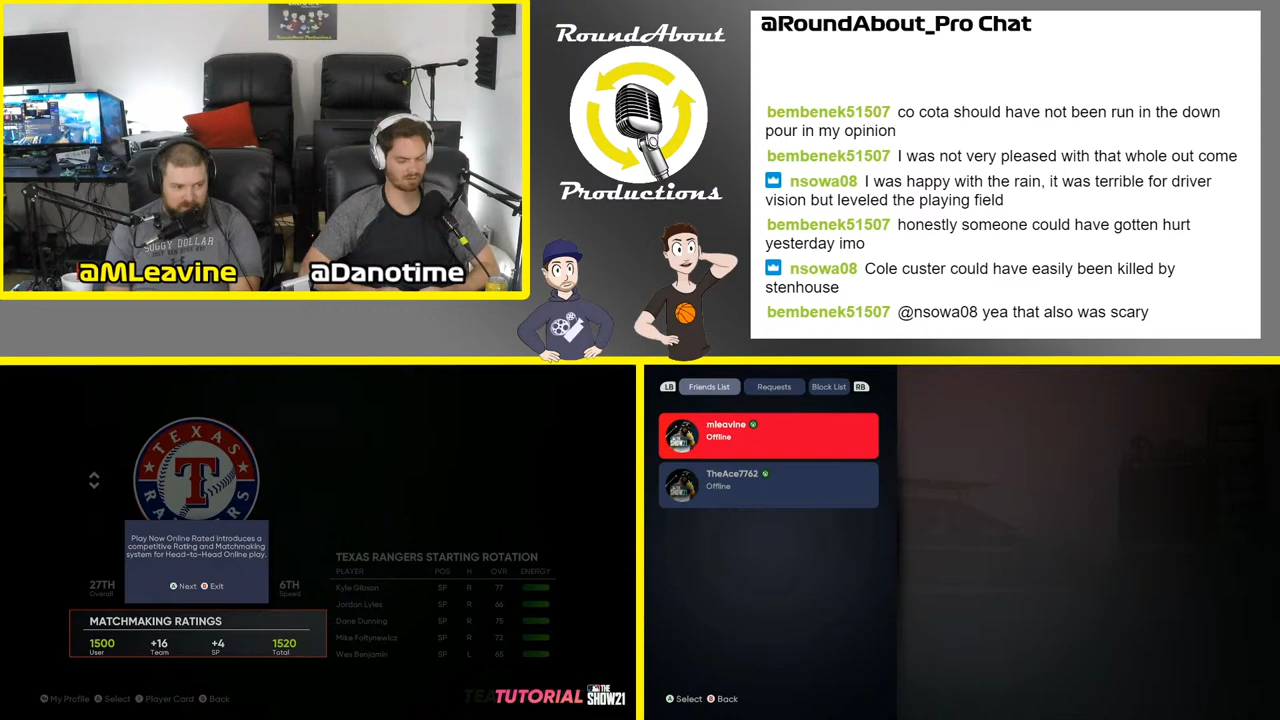 @RoundAbout_Pro Chat
RoundAbout
Productions
bembenek51507 co cota should have not been run in the down
pour in my opinion
bembenek51507 I was not very pleased with that whole out come
nsowa08 I was happy with the rain, it was terrible for driver
vision but leveled the playing field
bembenek51507 honestly someone could have gotten hurt
yesterday imo
nsowa08 Cole custer could have easily been killed by
stenhouse
bembenek51507 @nsowa08 yea that also was scary
@MLeavine @Danotime
TEXAS
T
Play Now Online Rated Introduces a
competitive Rating and Matchmaking
system for Head-to-Head Online play.
A Next B Exit
27TH
Overall
6TH
Speed
MATCHMAKING RATINGS
1500 +16 +4 1520
User Team SP Total
TEXAS RANGERS STARTING ROTATION
PLAYER POS H OVR ENERGY
Kyle Gibson SP R 77
Jordan Lyles SP R 66
Dane Dunning SP R 75
Mike Foltynewicz SP R 72
Wes Benjamin SP L 65
My Profile A Select Y Player Card B Back
TUTORIAL
MLB THE
SHOW21
LB Friends List Requests Block List RB
mleavine
Offline
TheAce7762
Offline
A Select B Back